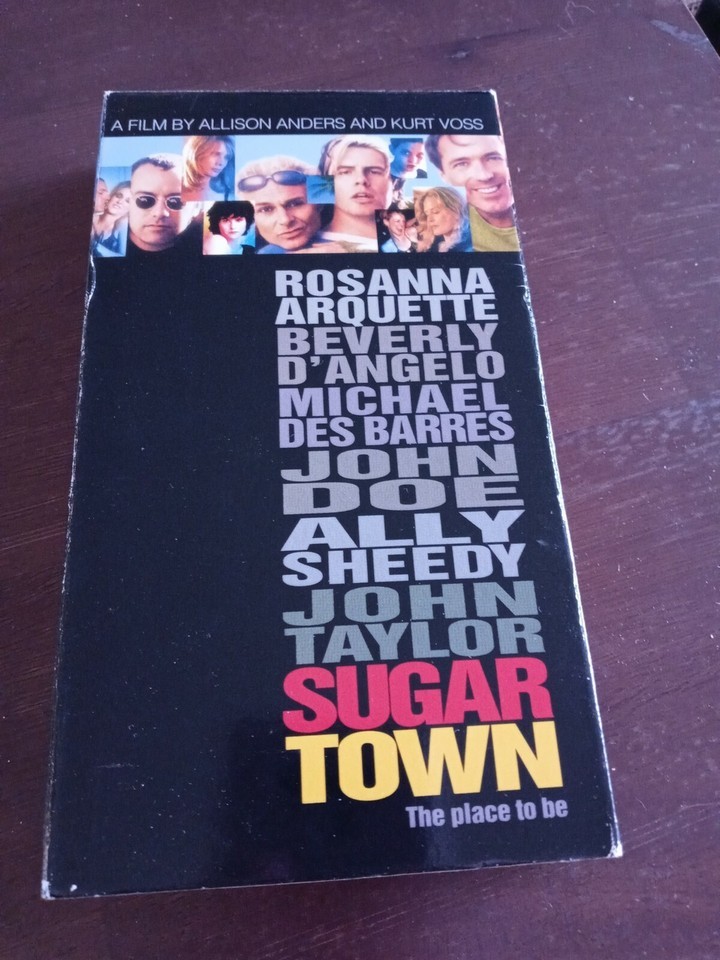 A FILM BY ALLISON ANDERS AND KURT VOSS
ROSANNA
ARQUETTE
BEVERLY
D'ANGELO
MICHAEL
DES BARRES
JOHN
DOE
ALLY
SHEEDY
JOHN
TAYLOR
SUGAR
TOWN
The place to be